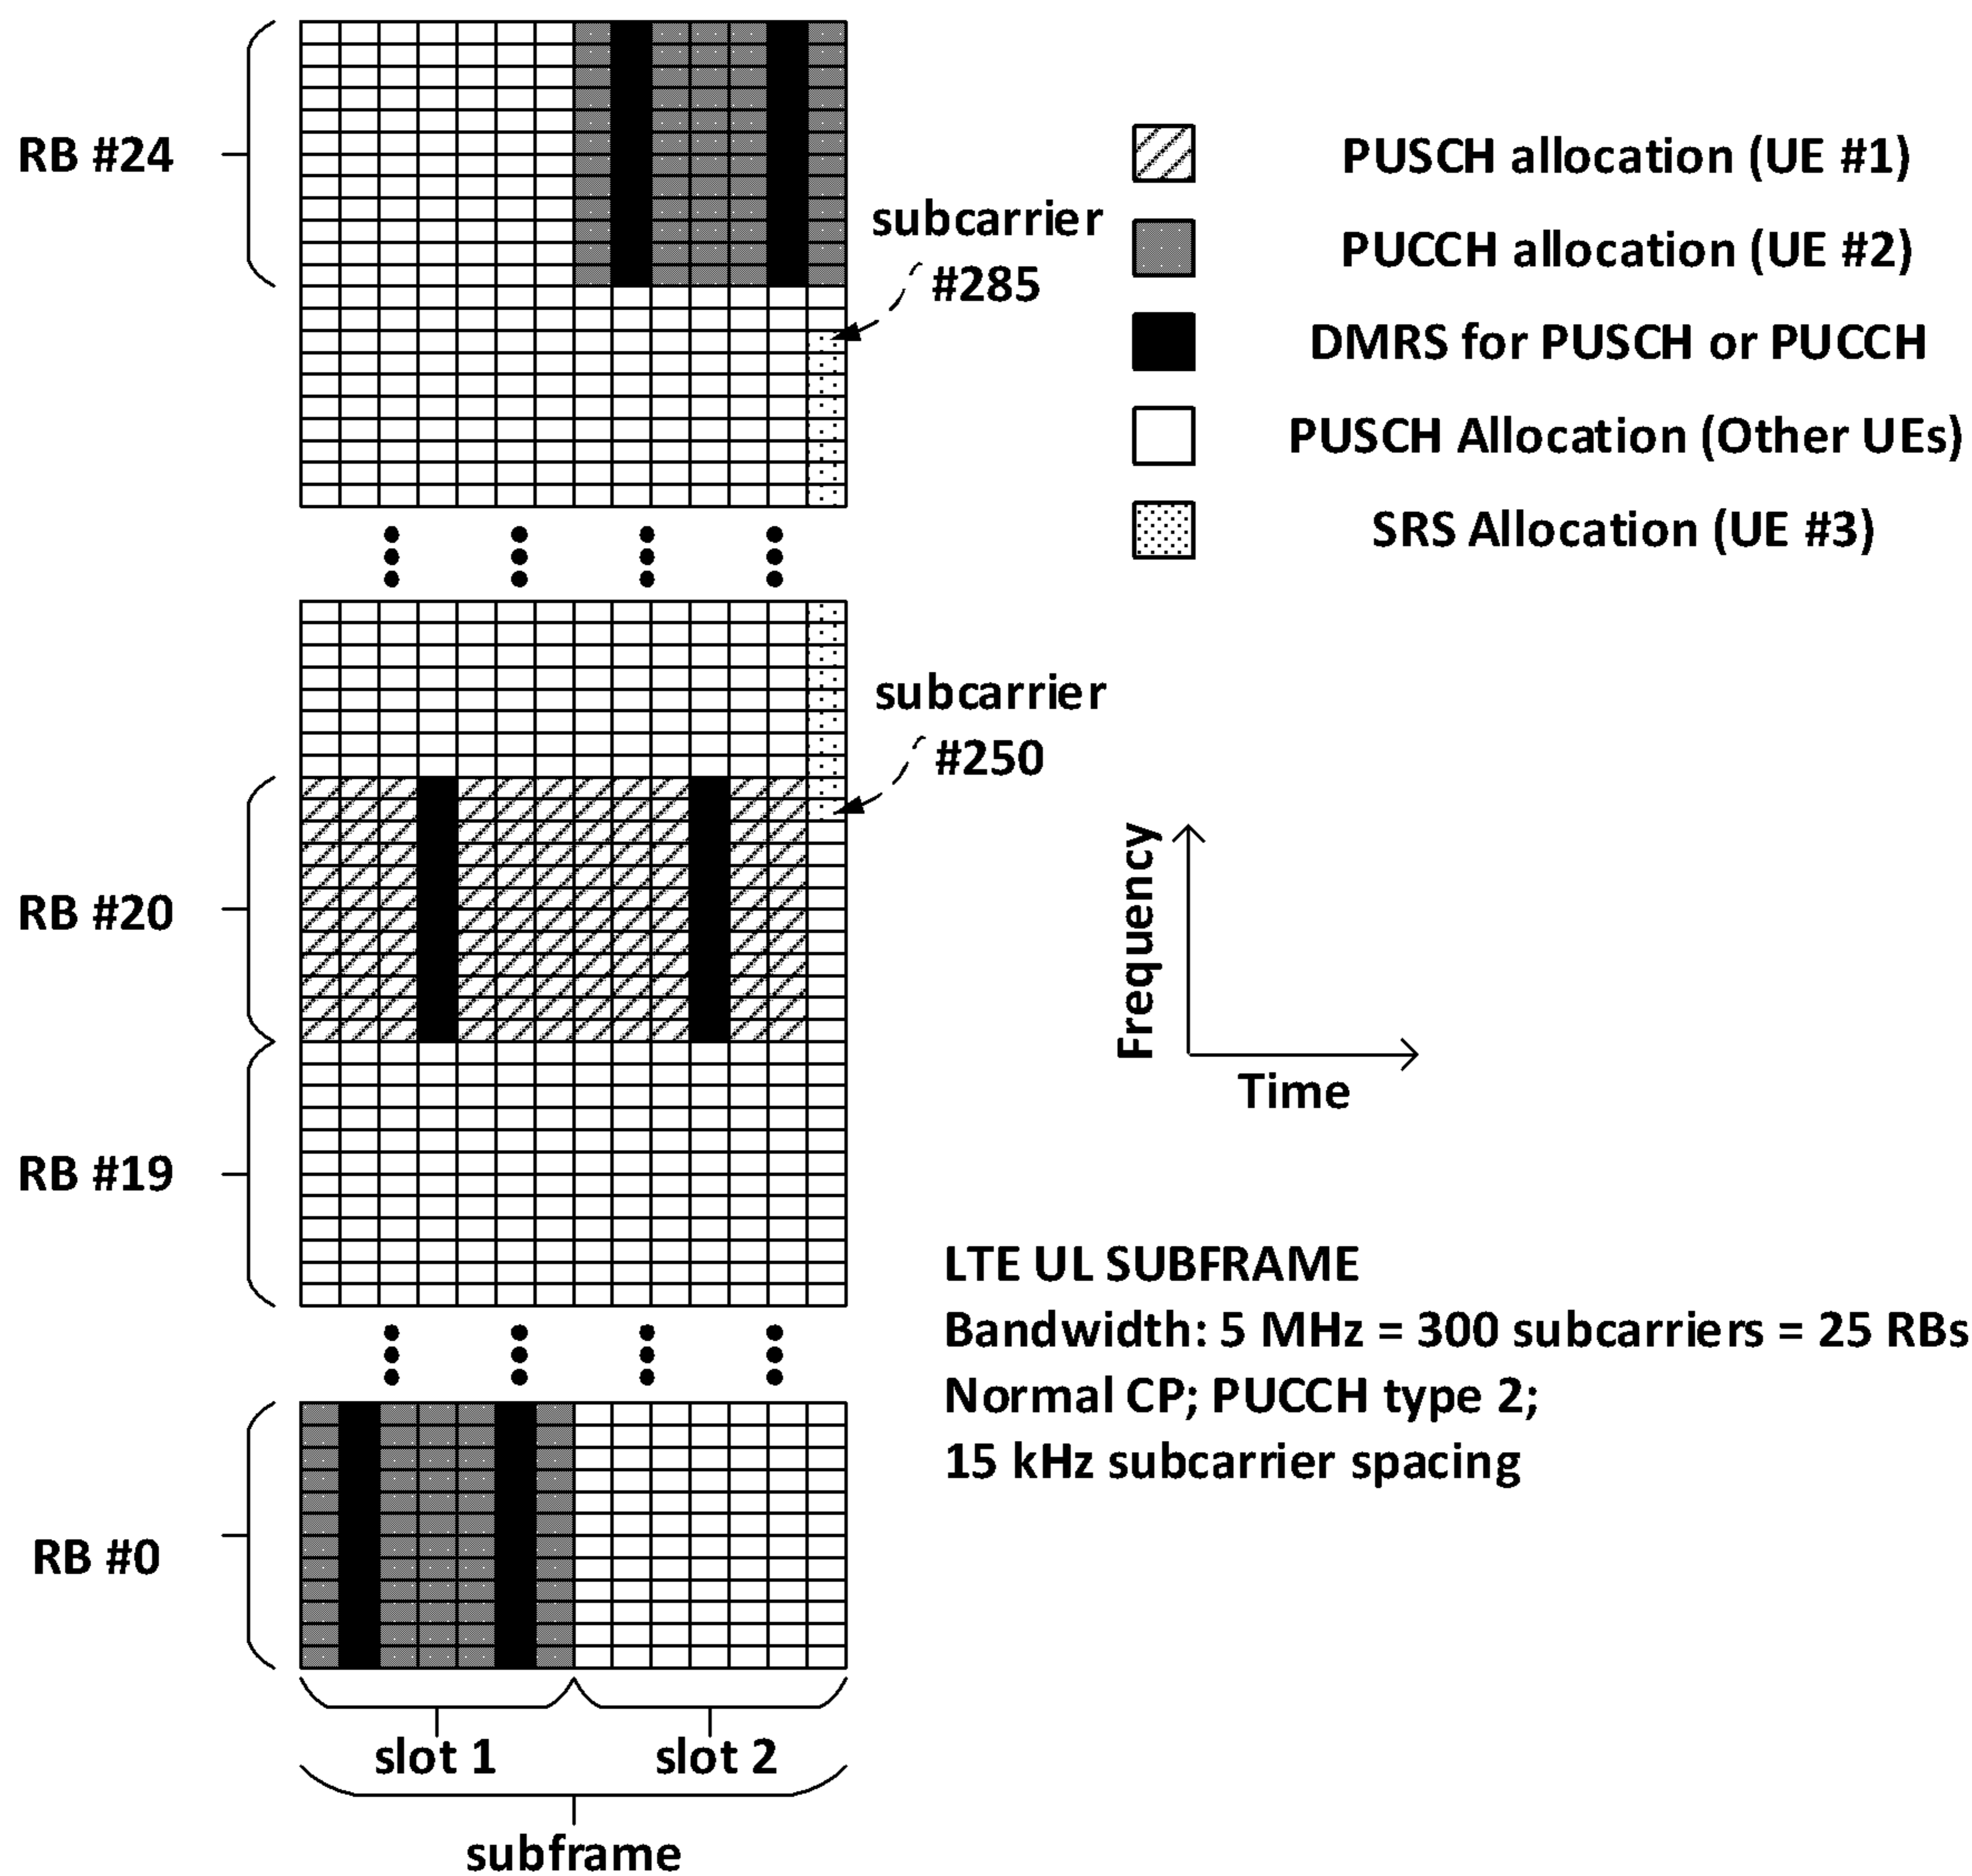 RB #24
subcarrier
#285
PUSCH allocation (UE #1)
PUCCH allocation (UE #2)
DMRS for PUSCH or PUCCH
PUSCH Allocation (Other UEs)
SRS Allocation (UE #3)
subcarrier
#250
RB #20
RB #19
RB #0
Frequency
Time
LTE UL SUBFRAME
Bandwidth: 5 MHz = 300 subcarriers = 25 RBs
Normal CP; PUCCH type 2;
15 kHz subcarrier spacing
slot 1
slot 2
subframe